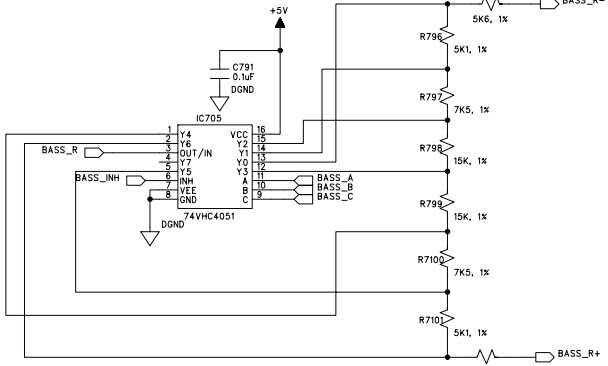 +5V
5K6, 1%
R796
5K1, 1%
C791
0.1uF
DGND
R797
7K5, 1%
IC705
1 Y4 VCC 16
2 Y6 Y2 15
BASS_R 3 OUT/IN Y1 14
4 Y7 Y0 13
5 Y5 Y3 12
BASS_INH 6 INH A 11 BASS_A
7 VEE B 10 BASS_B
8 GND C 9 BASS_C
74VHC4051
DGND
R798
15K, 1%
R799
15K, 1%
R7100
7K5, 1%
R7101
5K1, 1%
BASS_R+